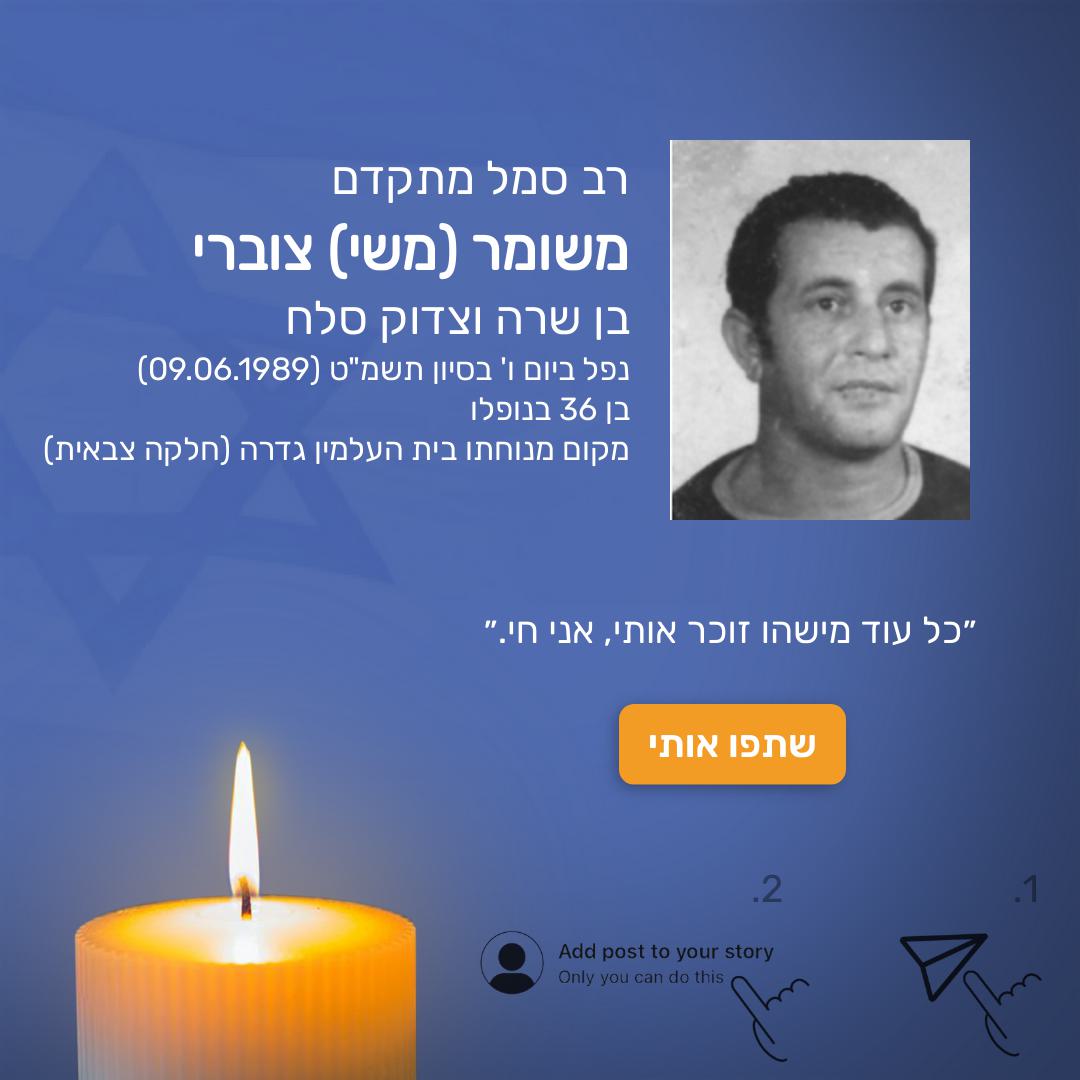 רב סמל מתקדם
משומר (משי) צוברי
בן שרה וצדוק סלח
נפל ביום ו' בסיון תשמ"ט (09.06.1989)
בן 36 בנופלו
מקום מנוחתו בית העלמין גדרה (חלקה צבאית)
״כל עוד מישהו זוכר אותי, אני חי.״
שתפו אותי
1.
2.
Add post to your story
Only you can do this